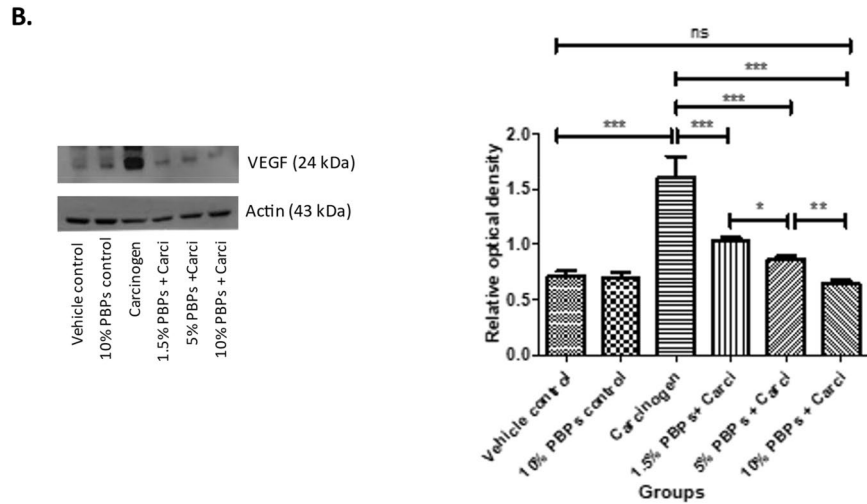 B.
VEGF (24 kDa)
Actin (43 kDa)
Vehicle control
10% PBPs control
Carcinogen
1.5% PBPs + Carci
5% PBPs +Carci
10% PBPs + Carci
ns
***
***
*** ***
* **
Relative optical density
2.0
1.5
1.0
0.5
0.0
Vehicle control
10% PBPs control
Carcinogen
1.5% PBPs+ Carci
5% PBPs + Carci
10% PBPs + Carci
Groups